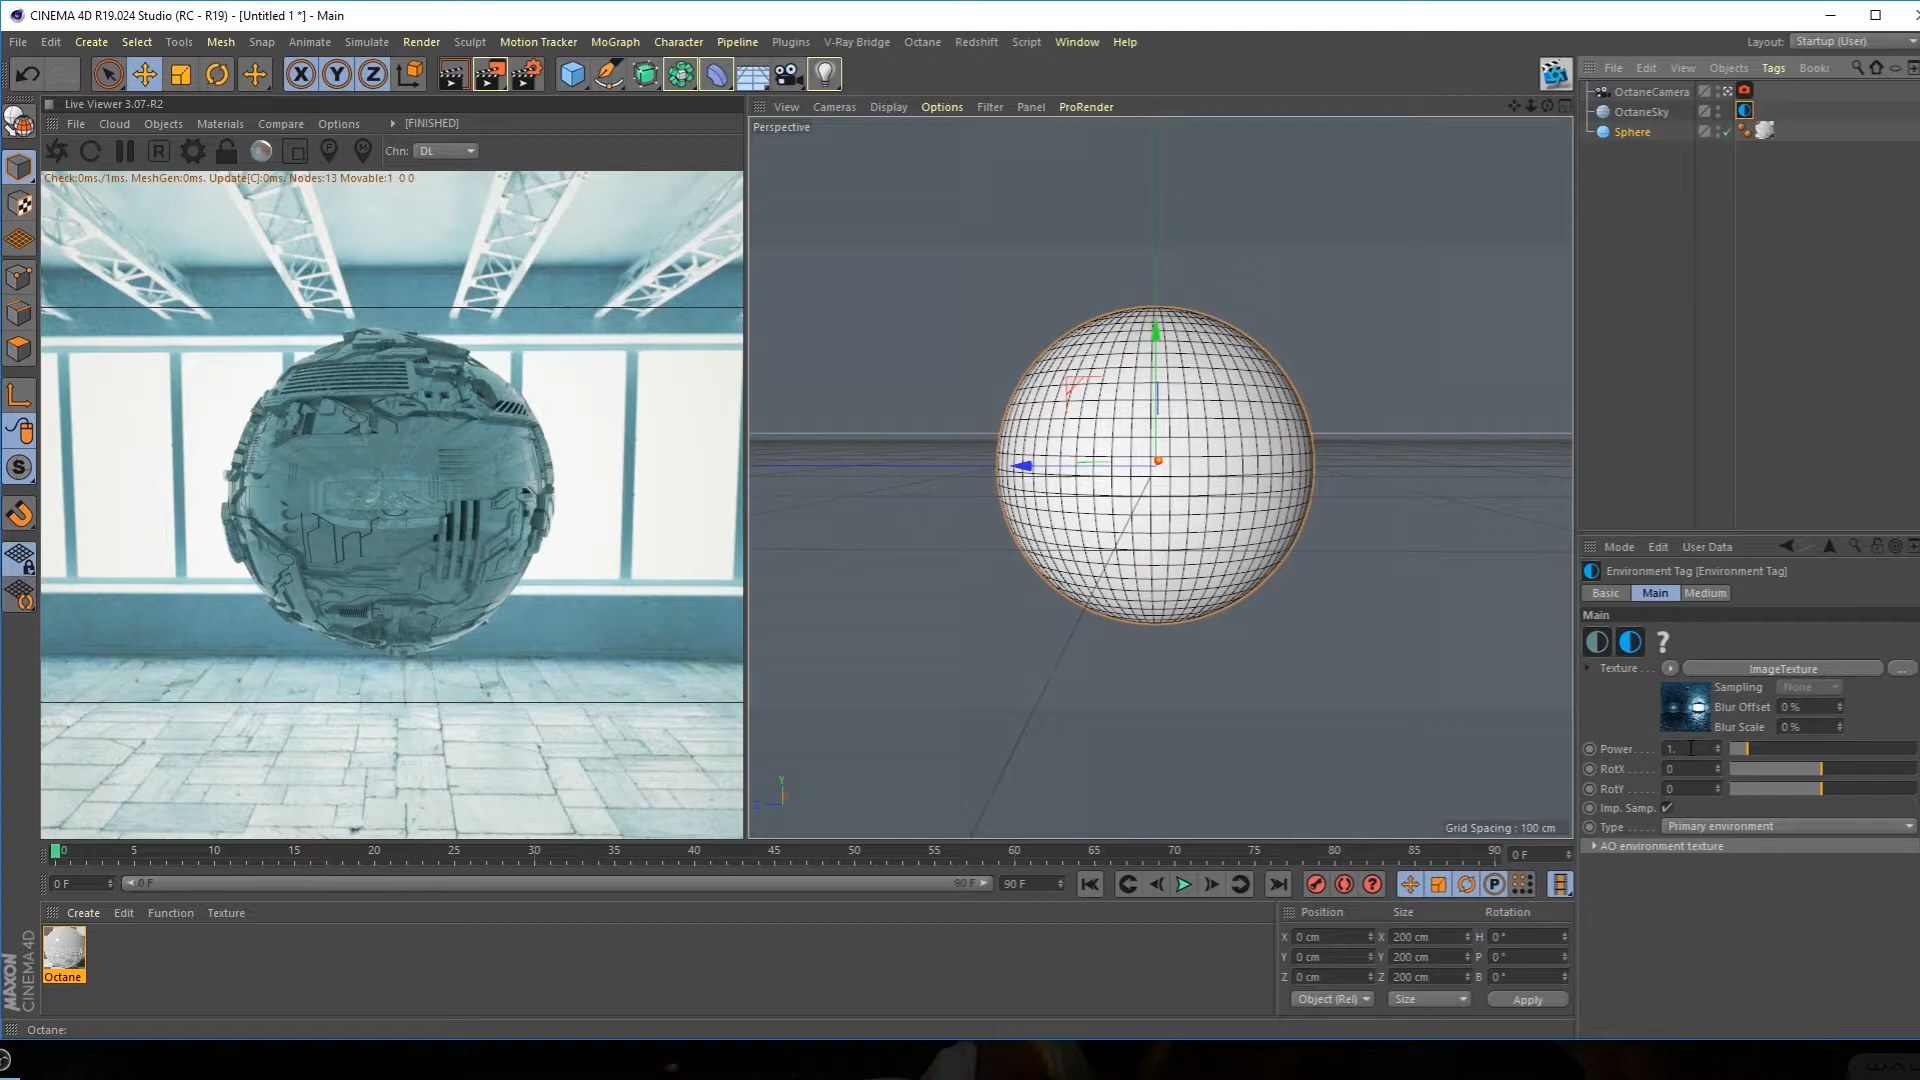 CINEMA 4D R19.024 Studio (RC - R19) - [Untitled 1 *] - Main
File Edit Create Select Tools Mesh Snap Animate Simulate Render Sculpt Motion Tracker MoGraph Character Pipeline Plugins V-Ray Bridge Octane Redshift Script Window Help
Layout: Startup (User)
X Y Z
File Edit View Objects Tags Booki
OctaneCamera
OctaneSky
Sphere
Live Viewer 3.07-R2
File Cloud Objects Materials Compare Options [FINISHED]
R
Chn: DL
Check:0ms./1ms. MeshGen:0ms. Update[C]:0ms. Nodes:13 Movable:1 0 0
View Cameras Display Options Filter Panel ProRender
Perspective
Y
Z
Grid Spacing : 100 cm
Mode Edit User Data
Environment Tag [Environment Tag]
Basic Main Medium
Main
?
Texture . . . . ImageTexture ...
Sampling None
Blur Offset 0 %
Blur Scale 0 %
Power. . . . 1.
RotX . . . . . 0
RotY . . . . . 0
Imp. Samp.
Type . . . . . Primary environment
AO environment texture
0 5 10 15 20 25 30 35 40 45 50 55 60 65 70 75 80 85 90 0 F
0 F 0 F 90 F 90 F
P
Create Edit Function Texture
Octane
Position Size Rotation
X 0 cm X 200 cm H 0 °
Y 0 cm Y 200 cm P 0 °
Z 0 cm Z 200 cm B 0 °
Object (Rel) Size Apply
MAXON
CINEMA 4D
Octane: